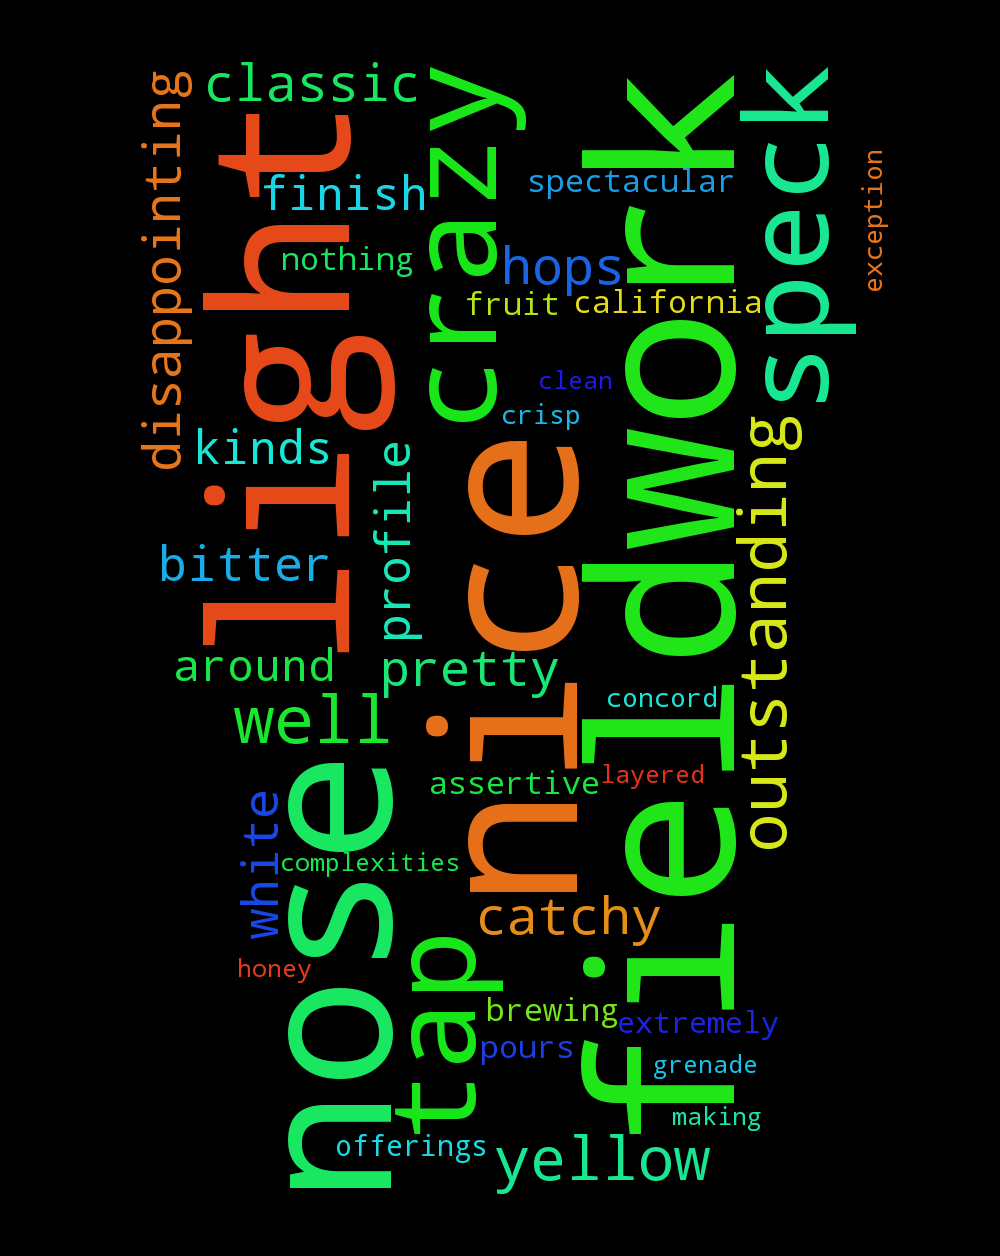 classic
crazy
disappointing
light
fieldwork
speck
exception
spectacular
finish
nothing
hops
fruit
california
clean
crisp
kinds
profile
nice
outstanding
bitter
around
pretty
well
concord
layered
assertive
nose
white
complexities
catchy
tap
honey
brewing
extremely
pours
grenade
making
offerings
yellow